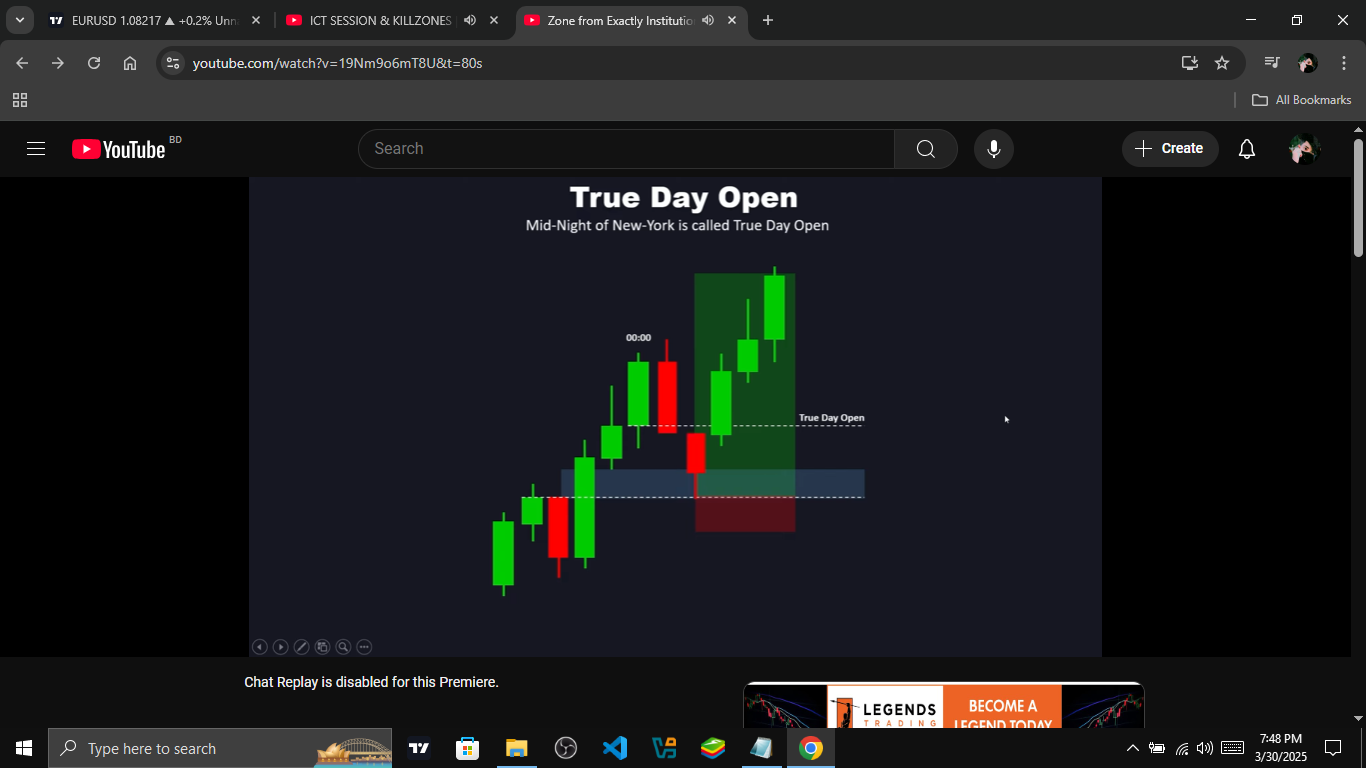 EURUSD 1.08217 ▲ +0.2% Unn
ICT SESSION & KILLZONES
Zone from Exactly Institutio
youtube.com/watch?v=19Nm9o6mT8U&t=80s
All Bookmarks
YouTube BD
Search
Create
True Day Open
Mid-Night of New-York is called True Day Open
00:00
True Day Open
Chat Replay is disabled for this Premiere.
LEGENDS
TRADING
BECOME A
LEGEND TODAY
Type here to search
7:48 PM
3/30/2025